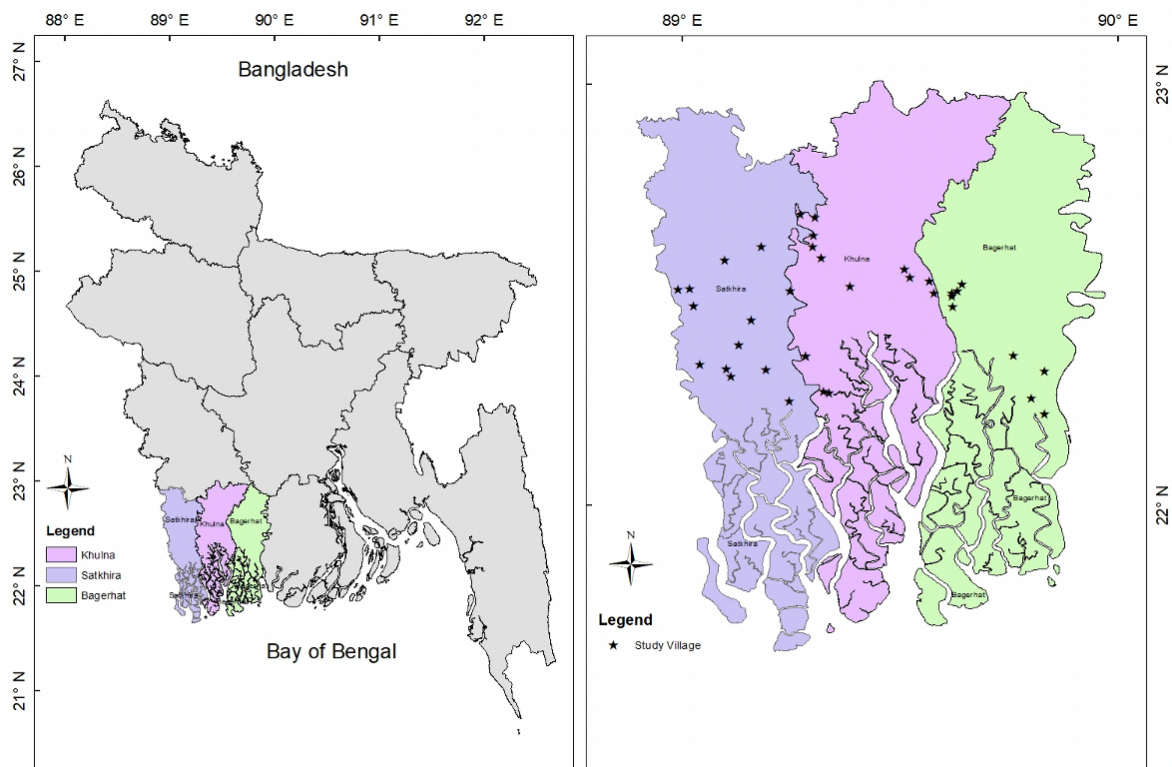 88° E 89° E 90° E 91° E 92° E
27° N
26° N
25° N
24° N
23° N
22° N
21° N
Bangladesh
Satkhira
Khulna
Bagerhat
N
Legend
Khulna
Satkhira
Bagerhat
Bay of Bengal
89° E 90° E
23° N
22° N
Bagerhat
Khulna
Satkhira
Bagerhat
Satkhira
Bagerhat
N
Legend
Study Village